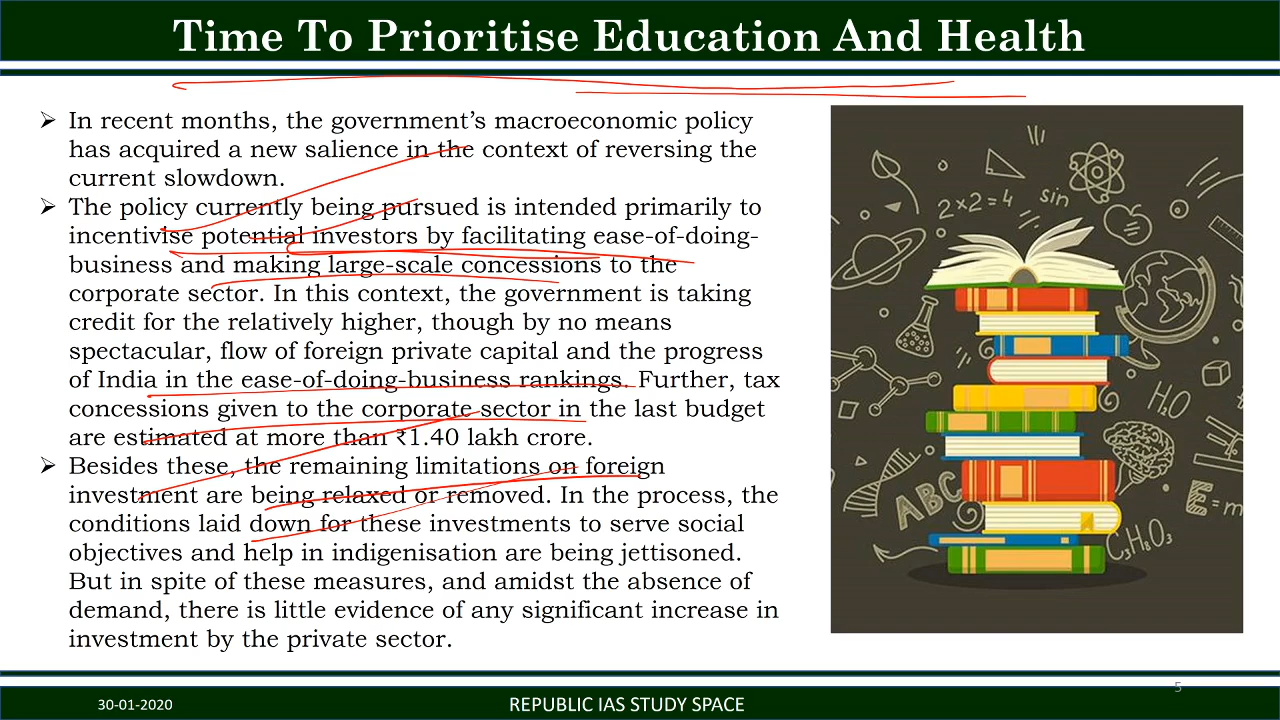 Time To Prioritise Education And Health
➢ In recent months, the government's macroeconomic policy
has acquired a new salience in the context of reversing the
current slowdown.
➢ The policy currently being pursued is intended primarily to
incentivise potential investors by facilitating ease-of-doing-
business and making large-scale concessions to the
corporate sector. In this context, the government is taking
credit for the relatively higher, though by no means
spectacular, flow of foreign private capital and the progress
of India in the ease-of-doing-business rankings. Further, tax
concessions given to the corporate sector in the last budget
are estimated at more than ₹1.40 lakh crore.
➢ Besides these, the remaining limitations on foreign
investment are being relaxed or removed. In the process, the
conditions laid down for these investments to serve social
objectives and help in indigenisation are being jettisoned.
But in spite of these measures, and amidst the absence of
demand, there is little evidence of any significant increase in
investment by the private sector.
2×2=4
sin
H₂O
ABC
E=m
C₃H₈O₃
5
30-01-2020
REPUBLIC IAS STUDY SPACE